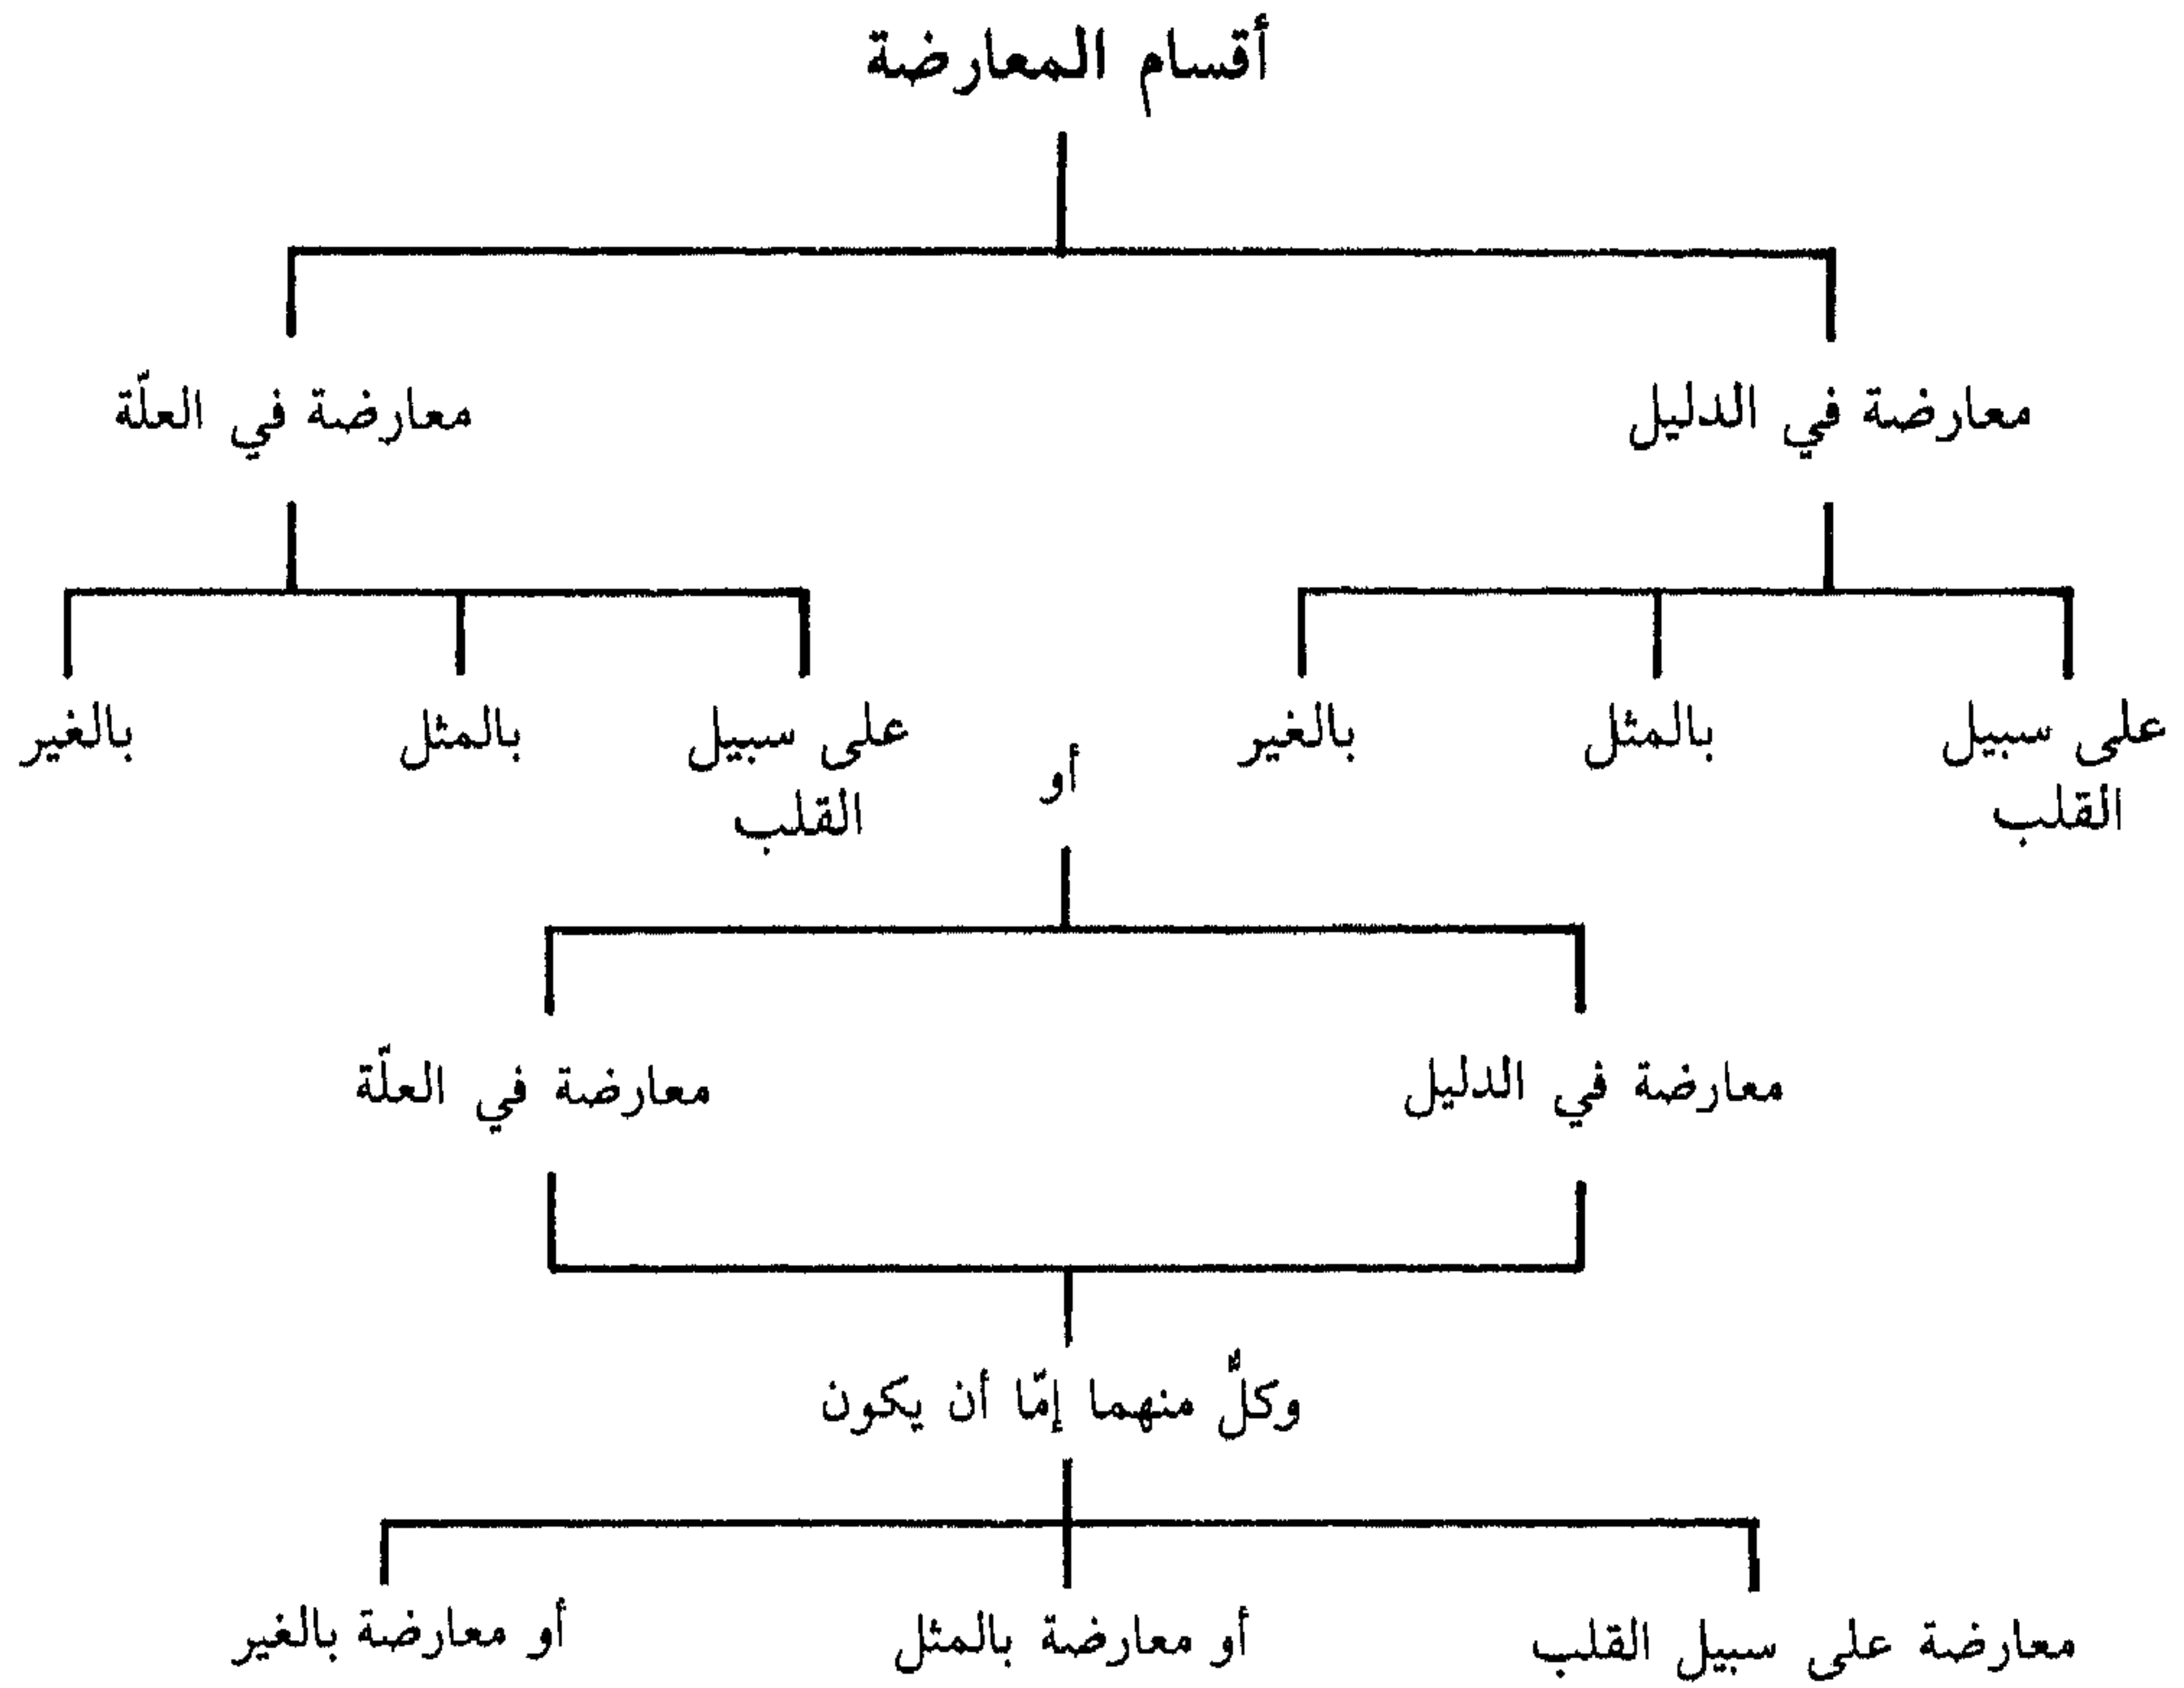 أقسام المعارضة
معارضة في الدليل
معارضة في العلّة
على سبيل
القلب
بالمثل
بالغير
على سبيل
القلب
بالمثل
بالغير
أو
معارضة في الدليل
معارضة في العلّة
وكلٌّ منهما إمّا أن يكون
معارضة على سبيل القلب
أو معارضة بالمثل
أو معارضة بالغير